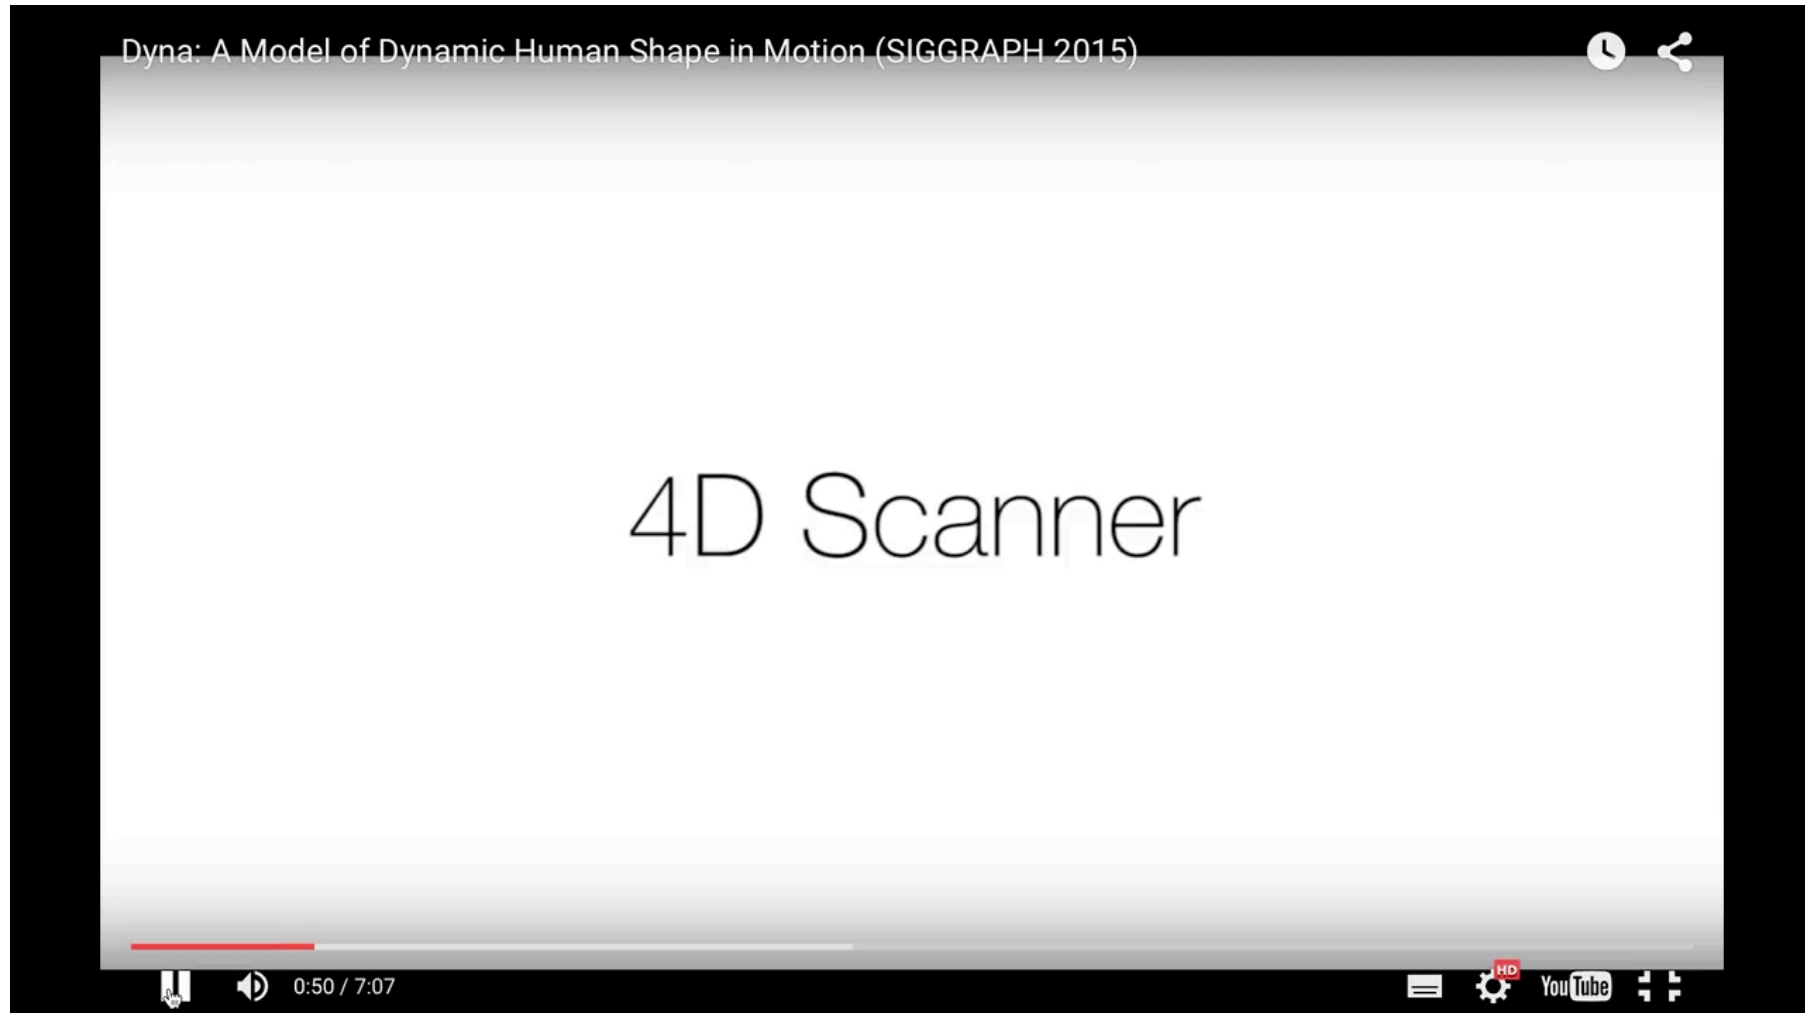 Dyna: A Model of Dynamic Human Shape in Motion (SIGGRAPH 2015)
4D Scanner
0:50 / 7:07
HD
YouTube